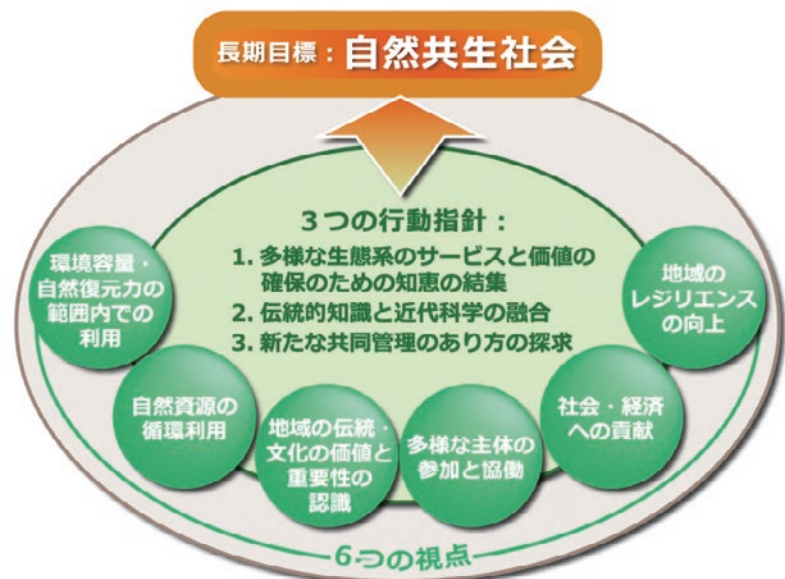 長期目標：自然共生社会
３つの行動指針：
1. 多様な生態系のサービスと価値の
確保のための知恵の結集
2. 伝統的知識と近代科学の融合
3. 新たな共同管理のあり方の探求
環境容量・
自然復元力の
範囲内での
利用
自然資源の
循環利用
地域の伝統・
文化の価値と
重要性の
認識
多様な主体の
参加と協働
社会・経済
への貢献
地域の
レジリエンス
の向上
6つの視点